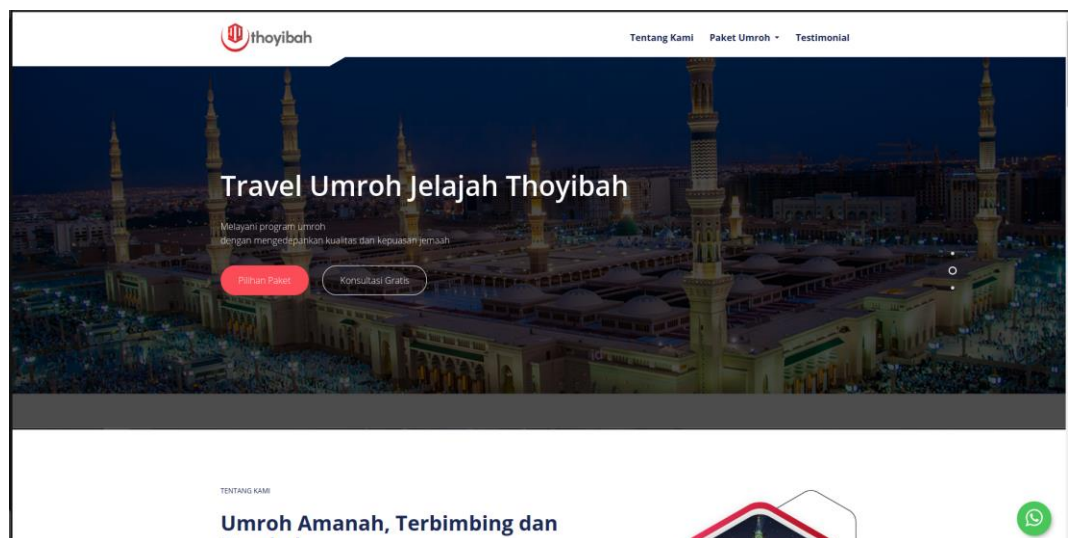 thoyibah
Tentang Kami
Paket Umroh
Testimonial
Travel Umroh Jelajah Thoyibah
Melayani program umroh
dengan mengedepankan kualitas dan kepuasan jemaah
Pilihan Paket
Konsultasi Gratis
TENTANG KAMI
Umroh Amanah, Terbimbing dan